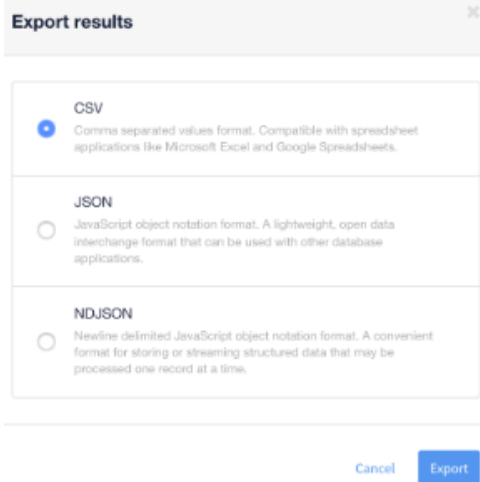 Export results
CSV
Comma separated values format. Compatible with spreadsheet
applications like Microsoft Excel and Google Spreadsheets.
JSON
JavaScript object notation format. A lightweight, open data
interchange format that can be used with other database
applications.
NDJSON
Newline delimited JavaScript object notation format. A convenient
format for storing or streaming structured data that may be
processed one record at a time.
Cancel
Export